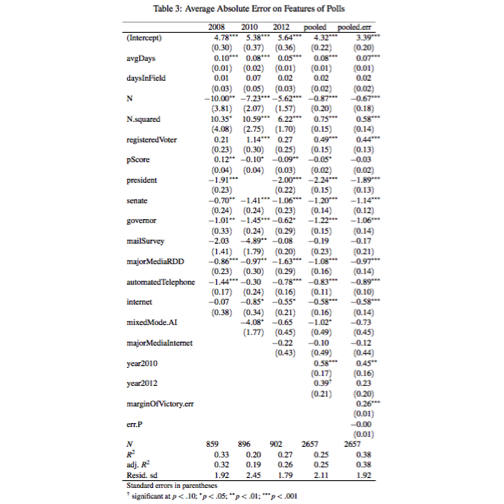 Table 3: Average Absolute Error on Features of Polls
2008 2010 2012 pooled pooled.err
(Intercept) 4.78*** 5.38*** 5.64*** 4.32*** 3.39***
(0.30) (0.37) (0.36) (0.22) (0.20)
avgDays 0.10*** 0.08*** 0.05*** 0.08*** 0.07***
(0.01) (0.02) (0.01) (0.01) (0.01)
daysInField 0.01 0.07 0.02 0.02 0.02
(0.03) (0.05) (0.03) (0.02) (0.02)
N −10.00** −7.23*** −5.62*** −0.87*** −0.67***
(3.81) (2.07) (1.57) (0.20) (0.18)
N.squared 10.35* 10.59*** 6.22*** 0.75*** 0.58***
(4.08) (2.75) (1.70) (0.15) (0.14)
registeredVoter 0.21 1.14*** 0.27 0.49*** 0.44***
(0.23) (0.30) (0.25) (0.15) (0.13)
pScore 0.12** −0.10* −0.09** −0.05* −0.03
(0.04) (0.04) (0.03) (0.02) (0.02)
president −1.91*** −2.00*** −2.24*** −1.89***
(0.23) (0.22) (0.15) (0.13)
senate −0.70** −1.41*** −1.06*** −1.20*** −1.14***
(0.24) (0.24) (0.23) (0.14) (0.12)
governor −1.01** −1.45*** −0.62* −1.22*** −1.06***
(0.33) (0.24) (0.29) (0.15) (0.14)
mailSurvey −2.03 −4.89** −0.08 −0.19 −0.17
(1.41) (1.79) (0.20) (0.23) (0.21)
majorMediaRDD −0.86*** −0.97** −1.63*** −1.08*** −0.97***
(0.23) (0.30) (0.29) (0.16) (0.14)
automatedTelephone −1.44*** −0.30 −0.78*** −0.83*** −0.89***
(0.17) (0.24) (0.16) (0.11) (0.10)
internet −0.07 −0.85* −0.55* −0.58*** −0.58***
(0.38) (0.34) (0.21) (0.16) (0.14)
mixedMode.AI −4.08* −0.65 −1.02* −0.73
(1.77) (0.45) (0.49) (0.45)
majorMediaInternet −0.22 −0.10 −0.12
(0.43) (0.49) (0.44)
year2010 0.58*** 0.45**
(0.17) (0.16)
year2012 0.39† 0.23
(0.21) (0.20)
marginOfVictory.err 0.26***
(0.01)
err.P −0.00
(0.01)
N 859 896 902 2657 2657
R² 0.33 0.20 0.27 0.25 0.38
adj. R² 0.32 0.19 0.26 0.25 0.38
Resid. sd 1.92 2.45 1.79 2.11 1.92
Standard errors in parentheses
† significant at p < .10; *p < .05; **p < .01; ***p < .001